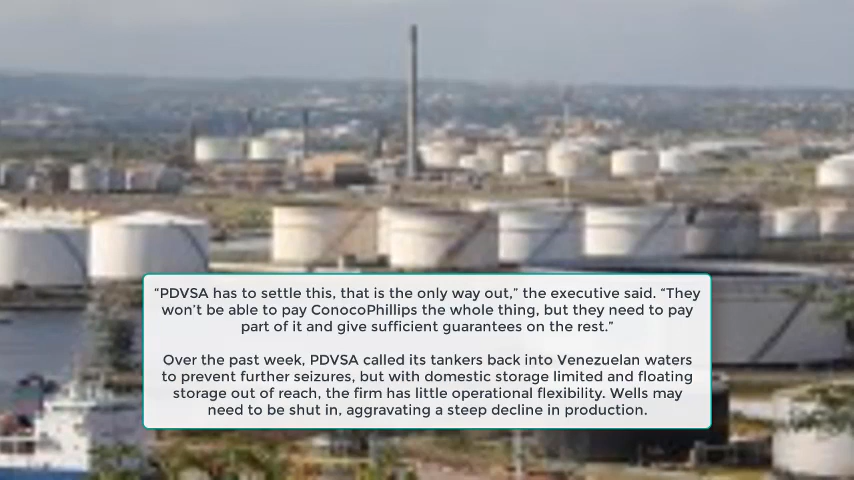 “PDVSA has to settle this, that is the only way out,” the executive said. “They
won’t be able to pay ConocoPhillips the whole thing, but they need to pay
part of it and give sufficient guarantees on the rest.”
Over the past week, PDVSA called its tankers back into Venezuelan waters
to prevent further seizures, but with domestic storage limited and floating
storage out of reach, the firm has little operational flexibility. Wells may
need to be shut in, aggravating a steep decline in production.